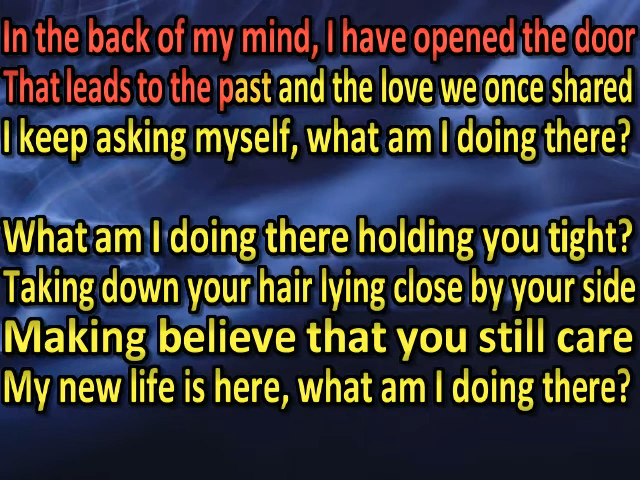 In the back of my mind, I have opened the door
That leads to the past and the love we once shared
I keep asking myself, what am I doing there?
What am I doing there holding you tight?
Taking down your hair lying close by your side
Making believe that you still care
My new life is here, what am I doing there?